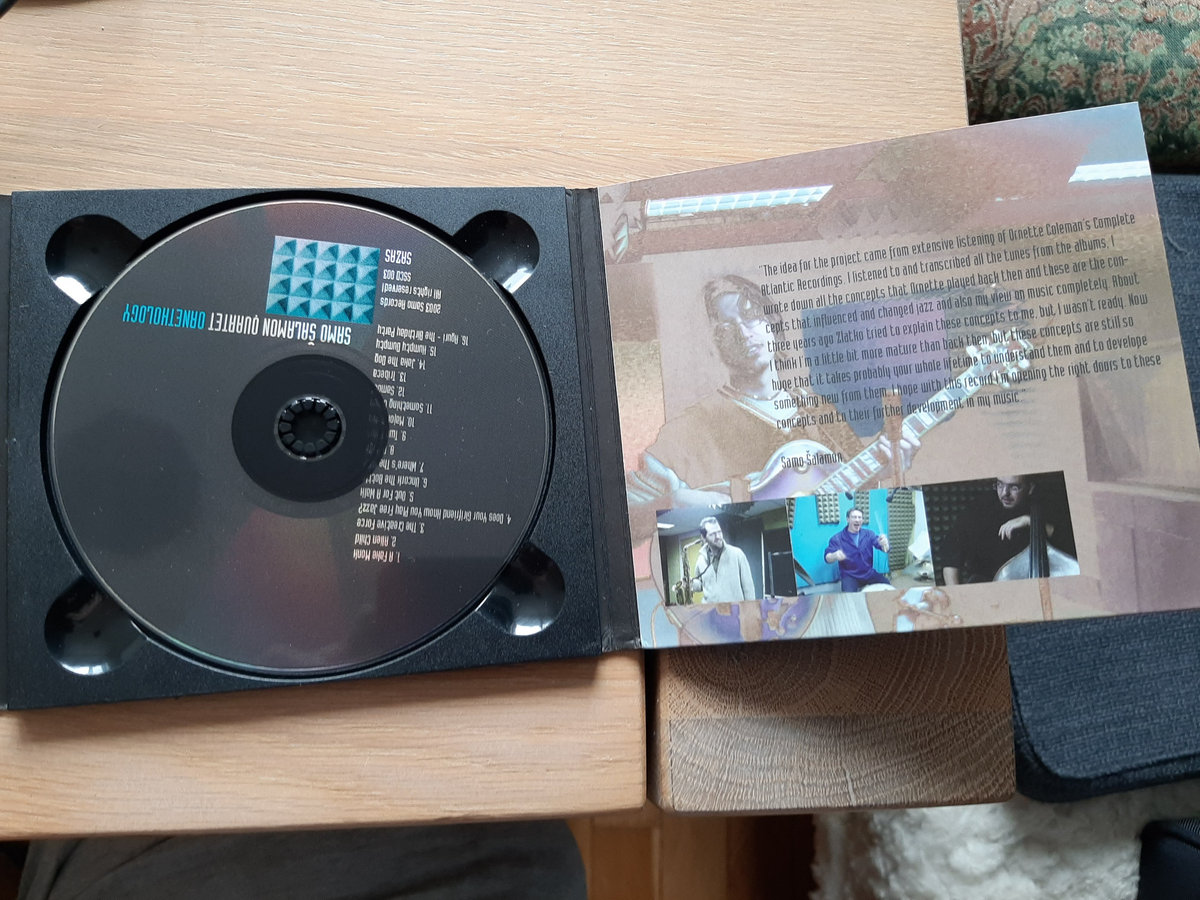 SAMO ŠALAMON QUARTET ORNETHOLOGY
1. A Fake Monk
2. Alien Child
3. The Creative Force
4. Does Your Girlfriend Know You Play Free Jazz?
5. Out For A Walk
6. Uncork The
7. Where's The
8.
9.
10.
11. Something
12.
13. Tribeca
14. Jaka The Dog
15. Humpty Dumpty
16. Aguri - The Birthday Party
2003 Samo Records
All rights reserved!
SSCD 003
SAZAS
"The idea for the project came from extensive listening of Ornette Coleman's Complete
Atlantic Recordings. I listened to and transcribed all the tunes from the albums. I
wrote down all the concepts that Ornette played back then and these are the con-
cepts that influenced and changed jazz and also my view on music completely. About
three years ago Zlatko tried to explain these concepts to me, but I wasn't ready. Now
I think I'm a little bit more mature than back then, but these concepts are still so
huge that it takes probably your whole lifetime to understand them and to develope
something new from them. I hope with this record I'm opening the right doors to these
concepts and to their forther development in my music."
Samo Šalamon